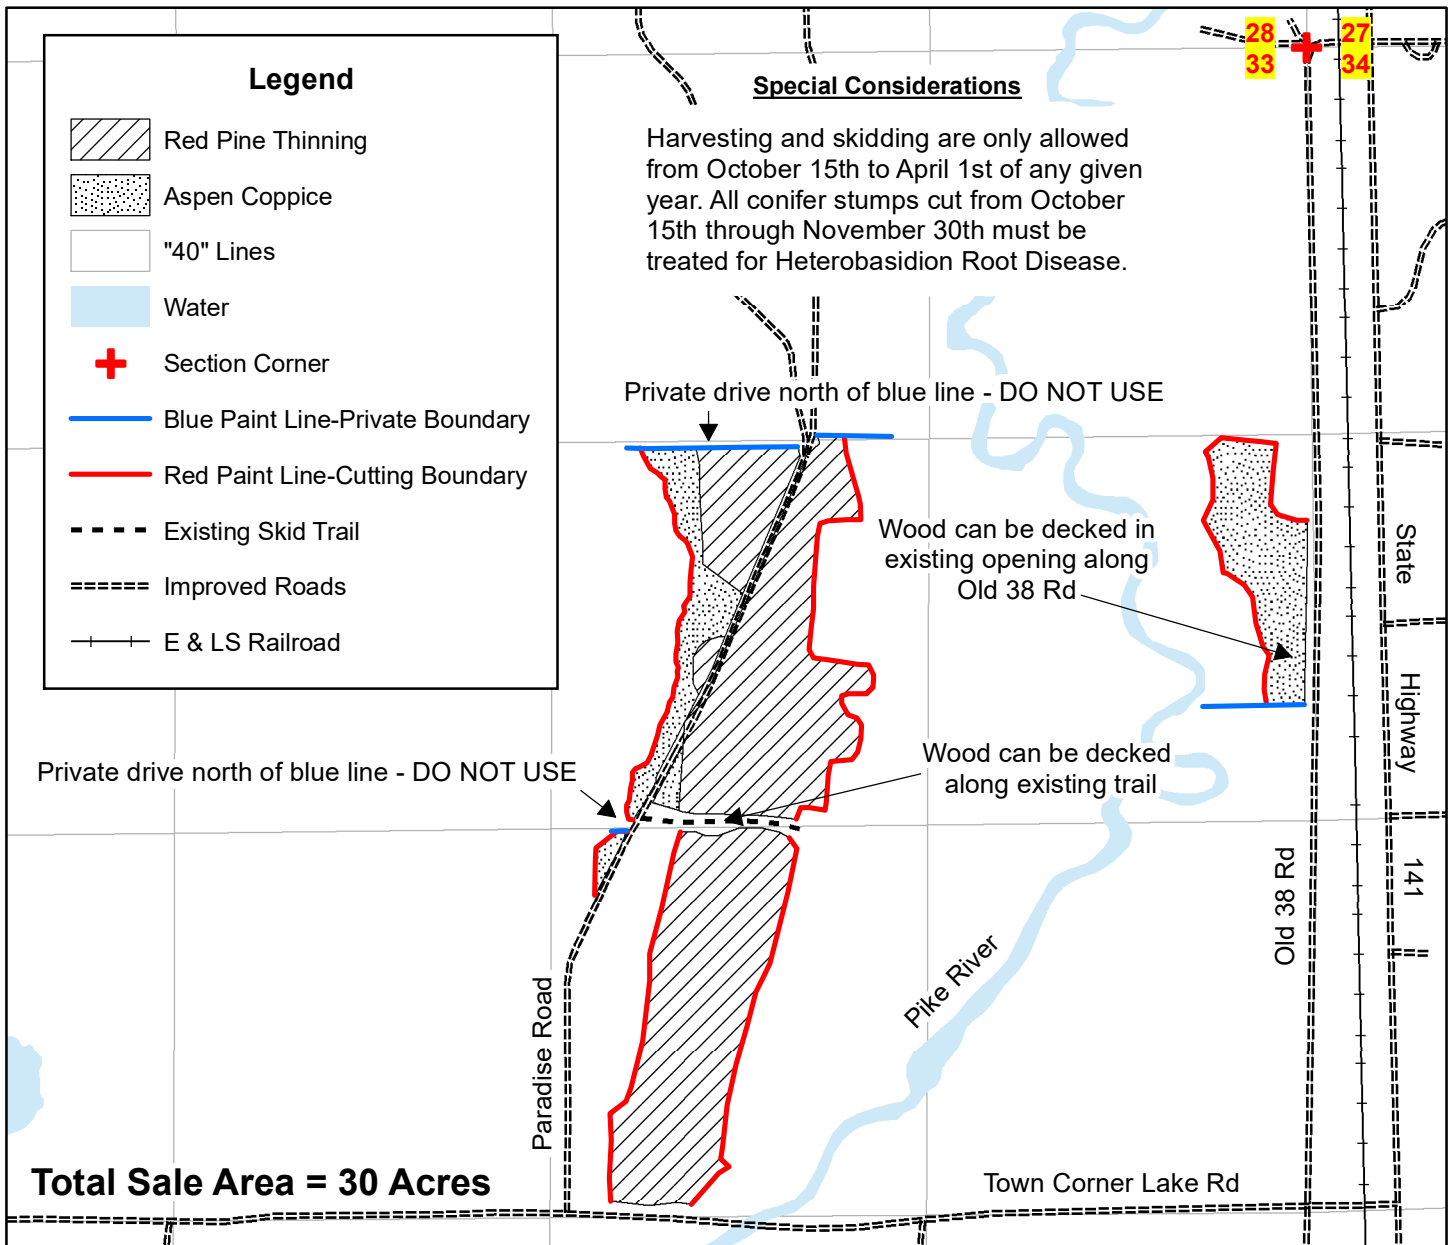 Legend
Red Pine Thinning
Aspen Coppice
"40" Lines
Water
Section Corner
Blue Paint Line-Private Boundary
Red Paint Line-Cutting Boundary
Existing Skid Trail
Improved Roads
E & LS Railroad
Special Considerations
Harvesting and skidding are only allowed
from October 15th to April 1st of any given
year. All conifer stumps cut from October
15th through November 30th must be
treated for Heterobasidion Root Disease.
28
27
33
34
Private drive north of blue line - DO NOT USE
Wood can be decked in
existing opening along
Old 38 Rd
State
Highway
141
Private drive north of blue line - DO NOT USE
Wood can be decked
along existing trail
Old 38 Rd
Pike River
Paradise Road
Total Sale Area = 30 Acres
Town Corner Lake Rd